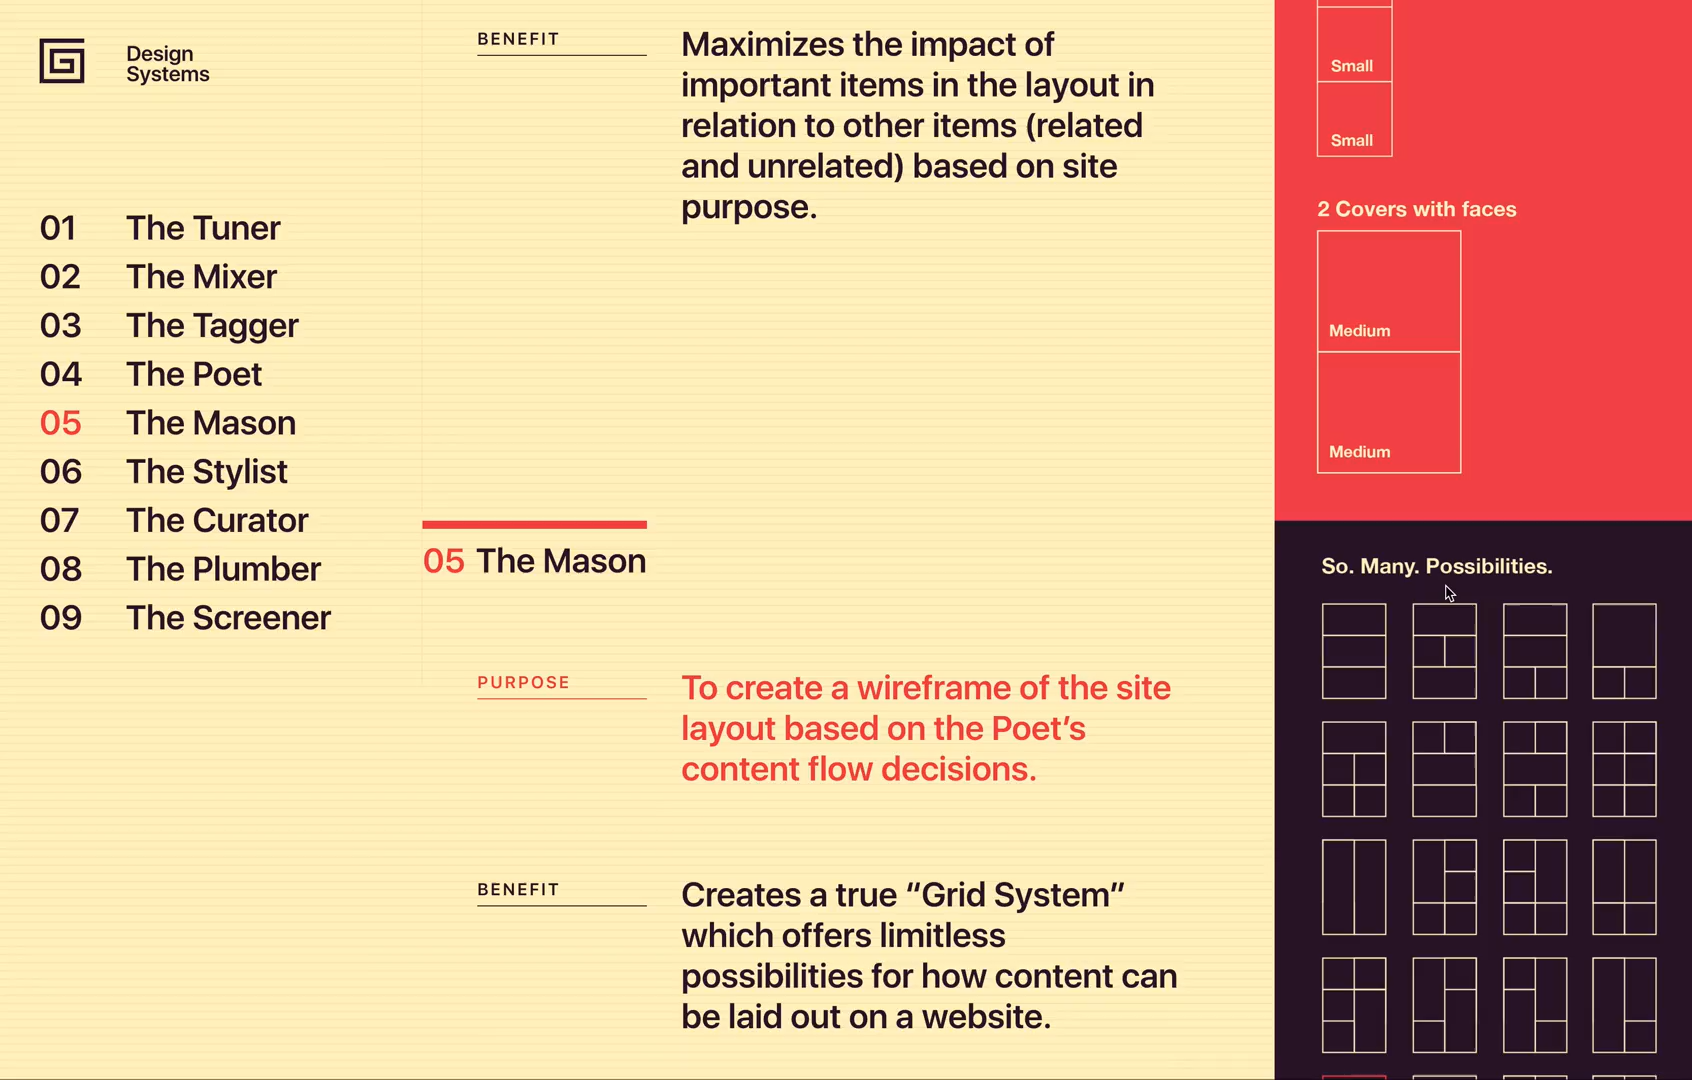 Design
Systems
01 The Tuner
02 The Mixer
03 The Tagger
04 The Poet
05 The Mason
06 The Stylist
07 The Curator
08 The Plumber
09 The Screener
BENEFIT
Maximizes the impact of
important items in the layout in
relation to other items (related
and unrelated) based on site
purpose.
05 The Mason
PURPOSE
To create a wireframe of the site
layout based on the Poet’s
content flow decisions.
BENEFIT
Creates a true “Grid System”
which offers limitless
possibilities for how content can
be laid out on a website.
Small
Small
2 Covers with faces
Medium
Medium
So. Many. Possibilities.